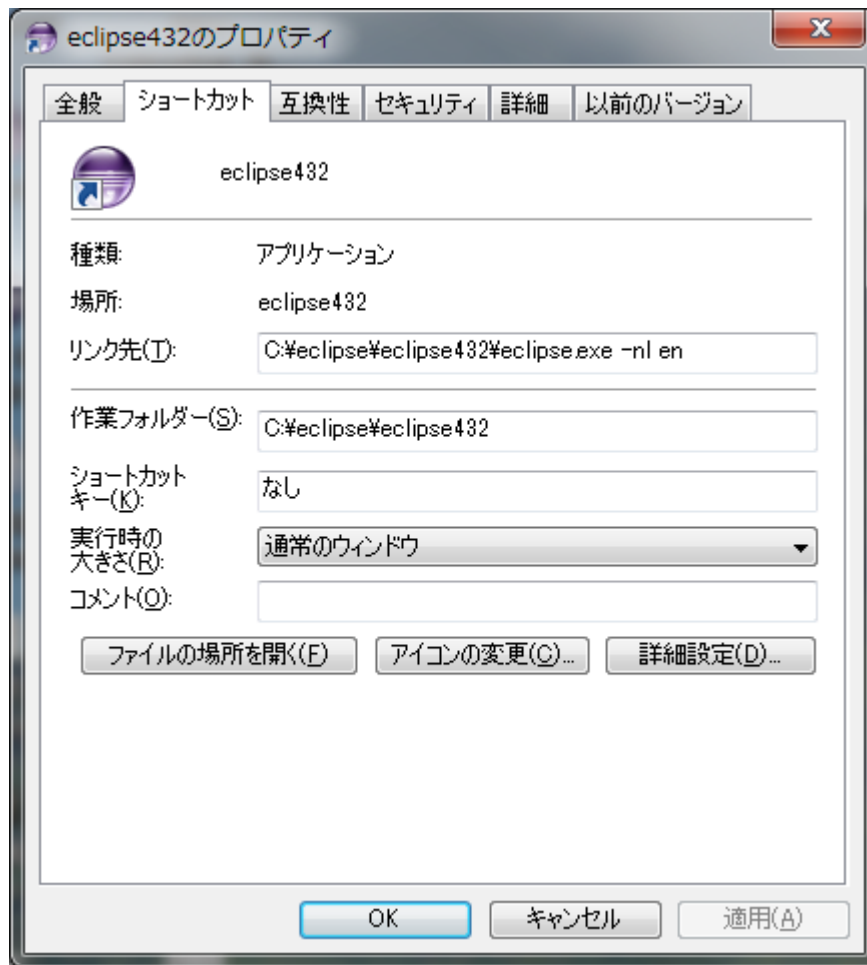 eclipse432のプロパティ
全般 ショートカット 互換性 セキュリティ 詳細 以前のバージョン
eclipse432
種類: アプリケーション
場所: eclipse432
リンク先(T): C:¥eclipse¥eclipse432¥eclipse.exe -nl en
作業フォルダー(S): C:¥eclipse¥eclipse432
ショートカット
キー(K): なし
実行時の
大きさ(R): 通常のウィンドウ
コメント(O):
ファイルの場所を開く(F) アイコンの変更(C)... 詳細設定(D)...
OK キャンセル 適用(A)